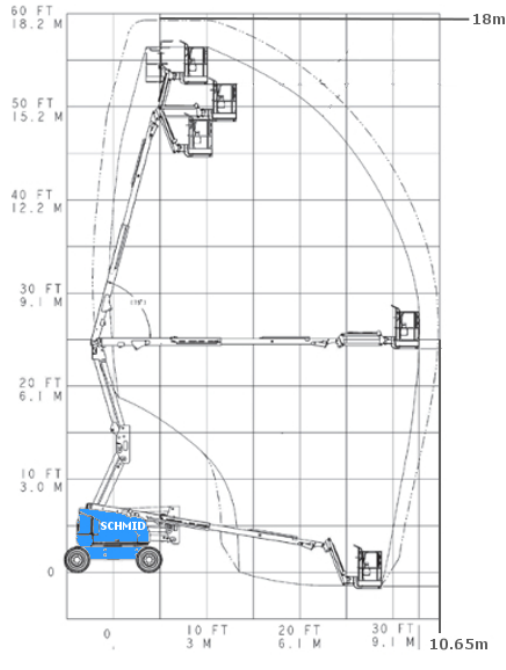 60 FT
18.2 M
18m
50 FT
15.2 M
40 FT
12.2 M
30 FT
9.1 M
20 FT
6.1 M
10 FT
3.0 M
SCHMID
0
0
10 FT
3 M
20 FT
6.1 M
30 FT
9.1 M
10.65m